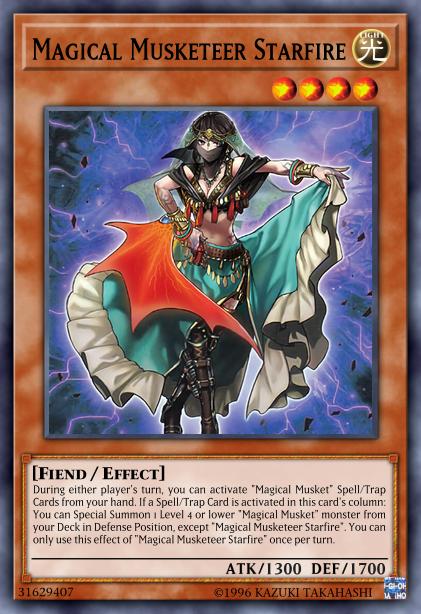 Magical Musketeer Starfire
LIGHT
光
[Fiend / Effect]
During either player's turn, you can activate "Magical Musket" Spell/Trap
Cards from your hand. If a Spell/Trap Card is activated in this card's column:
You can Special Summon 1 Level 4 or lower "Magical Musket" monster from
your Deck in Defense Position, except "Magical Musketeer Starfire". You can
only use this effect of "Magical Musketeer Starfire" once per turn.
ATK/1300 DEF/1700
31629407
©1996 KAZUKI TAKAHASHI